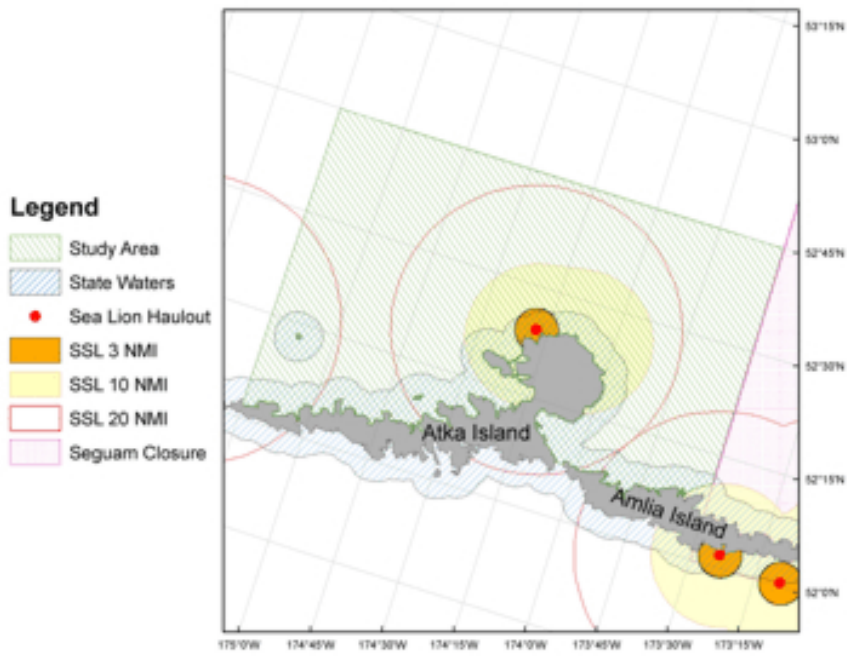 Legend
Study Area
State Waters
Sea Lion Haulout
SSL 3 NMI
SSL 10 NMI
SSL 20 NMI
Seguam Closure
Atka Island
Amlia Island
53°15'N
53°0'N
52°45'N
52°30'N
52°15'N
52°0'N
175°0'W 174°45'W 174°30'W 174°15'W 174°0'W 173°45'W 173°30'W 173°15'W